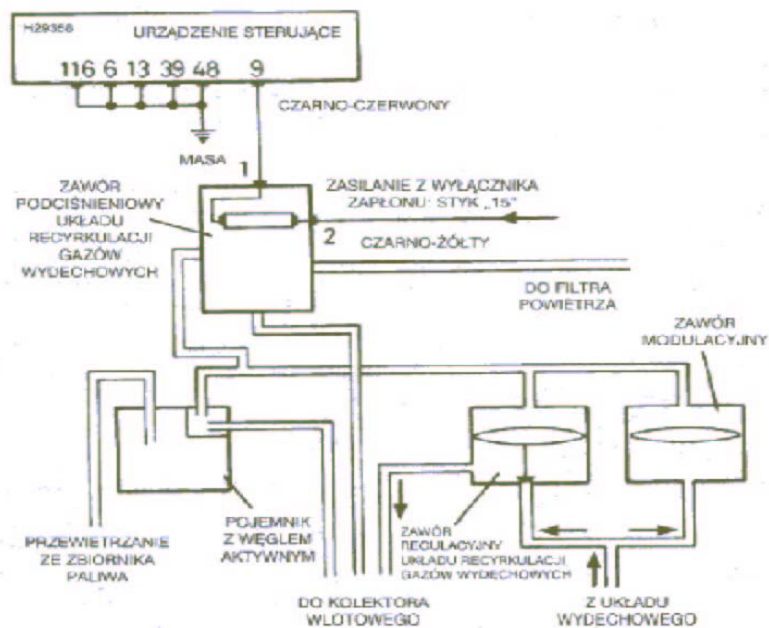 H29356
URZĄDZENIE STERUJĄCE
116 6 13 39 48 9
CZARNO-CZERWONY
MASA
1
ZAWÓR
PODCIŚNIENIOWY
UKŁADU
RECYRKULACJI
GAZÓW
WYDECHOWYCH
ZASILANIE Z WYŁĄCZNIKA
ZAPŁONU: STYK „15"
2
CZARNO-ŻÓŁTY
DO FILTRA
POWIETRZA
ZAWÓR
MODULACYJNY
PRZEWIETRZANIE
ZE ZBIORNIKA
PALIWA
POJEMNIK
Z WĘGLEM
AKTYWNYM
ZAWÓR
REGULACYJNY
UKŁADU RECYRKULACJI
GAZÓW WYDECHOWYCH
DO KOLEKTORA
WLOTOWEGO
Z UKŁADU
WYDECHOWEGO